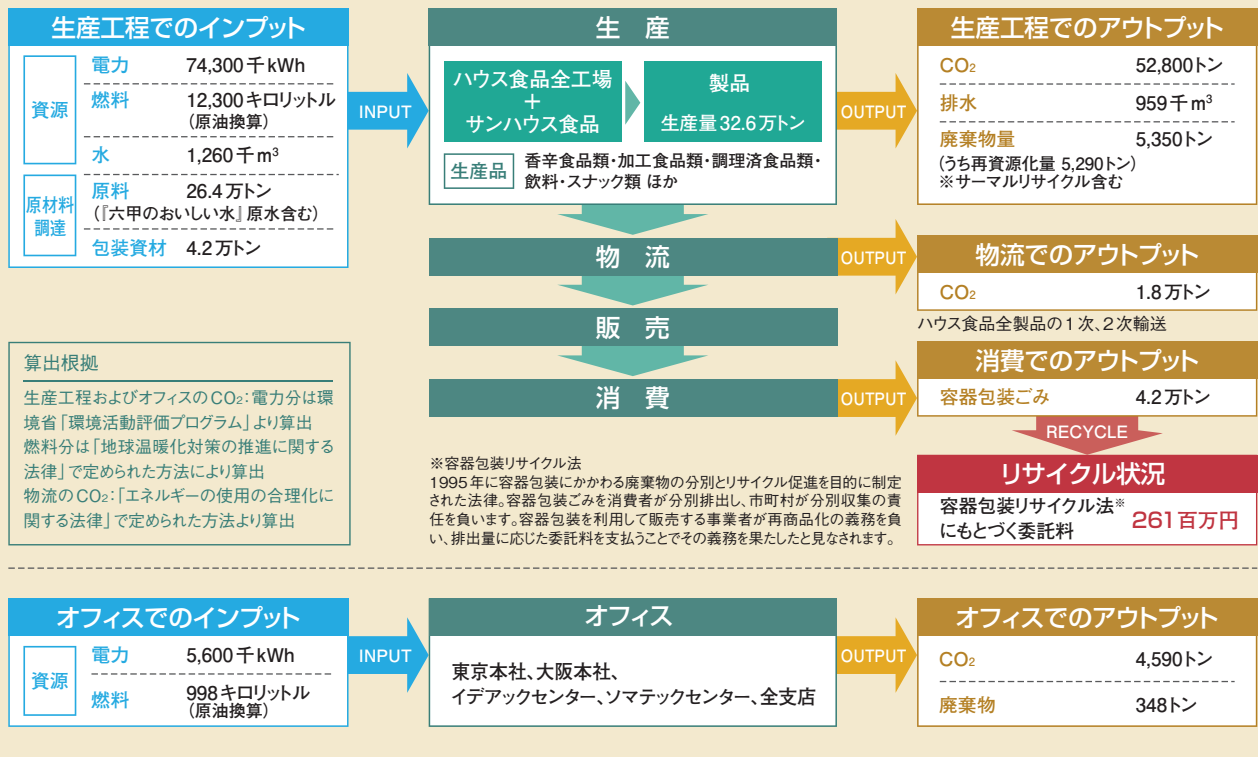 生産工程でのインプット
資源
電力 74,300千kWh
燃料 12,300キロリットル
(原油換算)
水 1,260千m³
原材料
調達
原料 26.4万トン
(『六甲のおいしい水』原水含む)
包装資材 4.2万トン
INPUT
生 産
ハウス食品全工場
+
サンハウス食品
製品
生産量32.6万トン
生産品
香辛食品類・加工食品類・調理済食品類・
飲料・スナック類 ほか
OUTPUT
生産工程でのアウトプット
CO₂ 52,800トン
排水 959千m³
廃棄物量 5,350トン
(うち再資源化量 5,290トン)
※サーマルリサイクル含む
物 流
OUTPUT
物流でのアウトプット
CO₂ 1.8万トン
ハウス食品全製品の1次、2次輸送
販 売
消 費
OUTPUT
消費でのアウトプット
容器包装ごみ 4.2万トン
RECYCLE
リサイクル状況
容器包装リサイクル法※
にもとづく委託料
261百万円
算出根拠
生産工程およびオフィスのCO₂:電力分は環
境省「環境活動評価プログラム」より算出
燃料分は「地球温暖化対策の推進に関する
法律」で定められた方法により算出
物流のCO₂:「エネルギーの使用の合理化に
関する法律」で定められた方法より算出
※容器包装リサイクル法
1995年に容器包装にかかわる廃棄物の分別とリサイクル促進を目的に制定
された法律。容器包装ごみを消費者が分別排出し、市町村が分別収集の責
任を負います。容器包装を利用して販売する事業者が再商品化の義務を負
い、排出量に応じた委託料を支払うことでその義務を果たしたと見なされます。
オフィスでのインプット
資源
電力 5,600千kWh
燃料 998キロリットル
(原油換算)
INPUT
オフィス
東京本社、大阪本社、
イデアックセンター、ソマテックセンター、全支店
OUTPUT
オフィスでのアウトプット
CO₂ 4,590トン
廃棄物 348トン